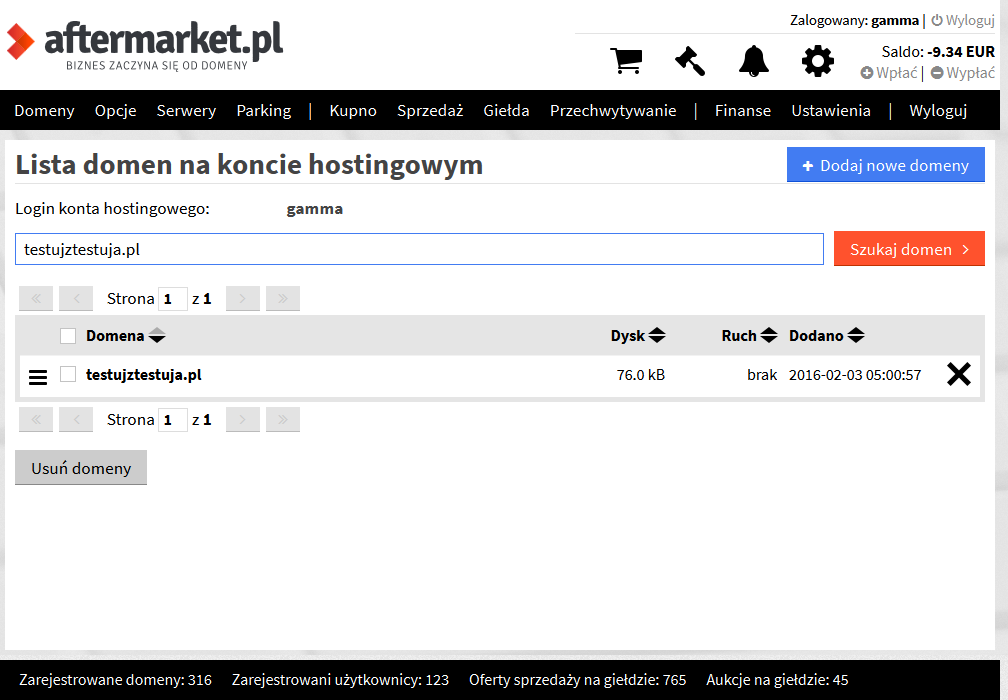 Zalogowany: gamma | Wyloguj
aftermarket.pl
BIZNES ZACZYNA SIĘ OD DOMENY
Saldo: -9.34 EUR
Wpłać | Wypłać
Domeny Opcje Serwery Parking | Kupno Sprzedaż Giełda Przechwytywanie | Finanse Ustawienia | Wyloguj
Lista domen na koncie hostingowym
+ Dodaj nowe domeny
Login konta hostingowego: gamma
testujztestuja.pl
Szukaj domen >
« < Strona 1 z 1 > »
Domena Dysk Ruch Dodano
testujztestuja.pl 76.0 kB brak 2016-02-03 05:00:57
« < Strona 1 z 1 > »
Usuń domeny
Zarejestrowane domeny: 316 Zarejestrowani użytkownicy: 123 Oferty sprzedaży na giełdzie: 765 Aukcje na giełdzie: 45